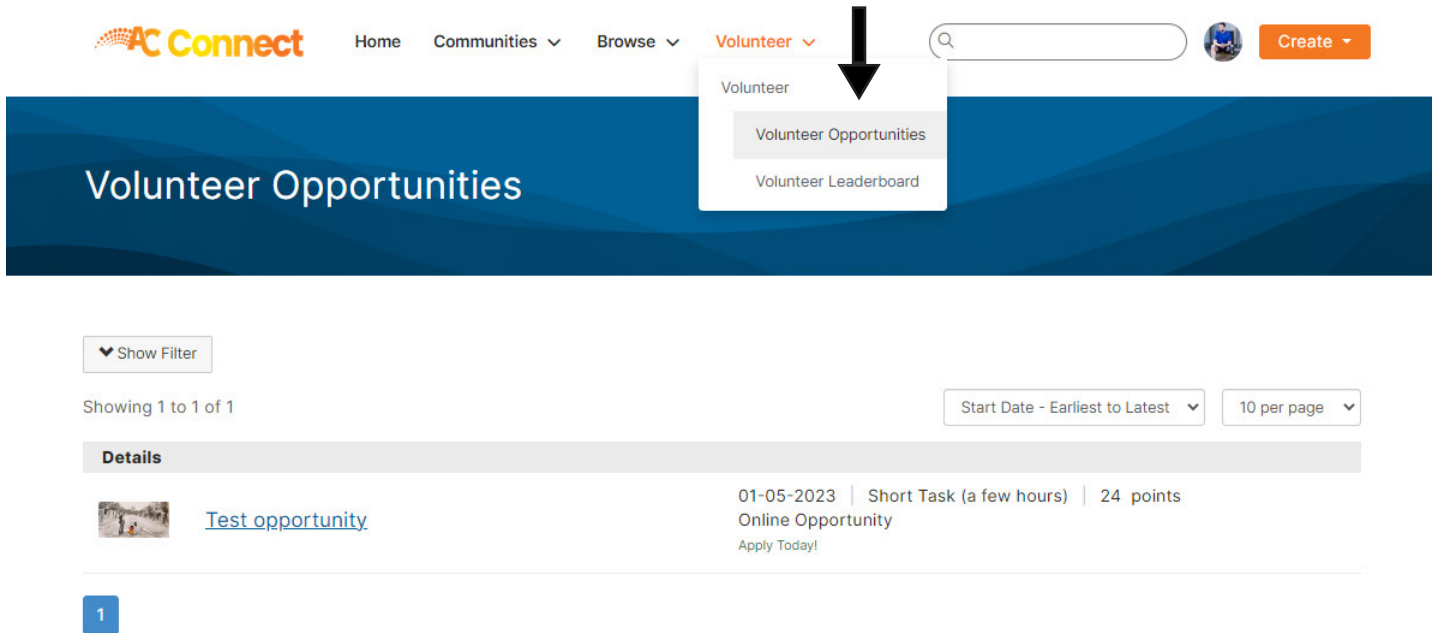 AC Connect Home Communities Browse Volunteer Create
Volunteer
Volunteer Opportunities
Volunteer Leaderboard
Volunteer Opportunities
Show Filter
Showing 1 to 1 of 1 Start Date - Earliest to Latest 10 per page
Details
01-05-2023 | Short Task (a few hours) | 24 points
Test opportunity Online Opportunity
Apply Today!
1